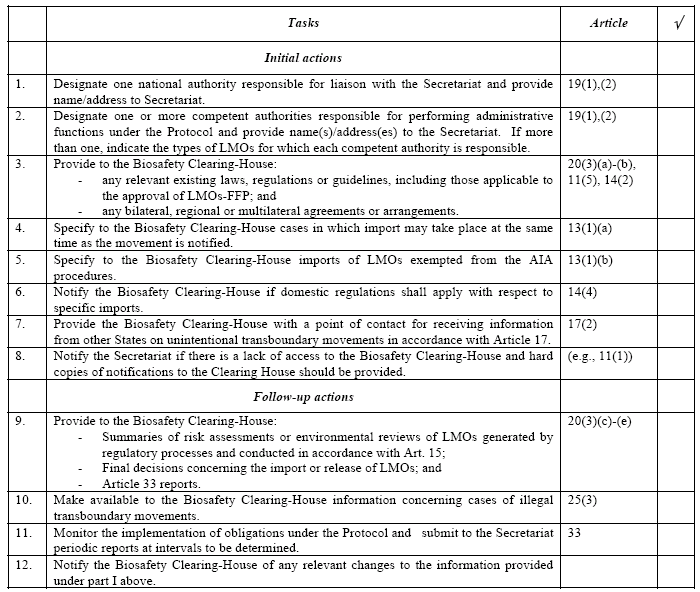 Tasks Article √
Initial actions
1. Designate one national authority responsible for liaison with the Secretariat and provide 19(1),(2)
name/address to Secretariat.
2. Designate one or more competent authorities responsible for performing administrative 19(1),(2)
functions under the Protocol and provide name(s)/address(es) to the Secretariat. If more
than one, indicate the types of LMOs for which each competent authority is responsible.
3. Provide to the Biosafety Clearing-House: 20(3)(a)-(b),
- any relevant existing laws, regulations or guidelines, including those applicable to 11(5), 14(2)
the approval of LMOs-FFP; and
- any bilateral, regional or multilateral agreements or arrangements.
4. Specify to the Biosafety Clearing-House cases in which import may take place at the same 13(1)(a)
time as the movement is notified.
5. Specify to the Biosafety Clearing-House imports of LMOs exempted from the AIA 13(1)(b)
procedures.
6. Notify the Biosafety Clearing-House if domestic regulations shall apply with respect to 14(4)
specific imports.
7. Provide the Biosafety Clearing-House with a point of contact for receiving information 17(2)
from other States on unintentional transboundary movements in accordance with Article 17.
8. Notify the Secretariat if there is a lack of access to the Biosafety Clearing-House and hard (e.g., 11(1))
copies of notifications to the Clearing House should be provided.
Follow-up actions
9. Provide to the Biosafety Clearing-House: 20(3)(c)-(e)
- Summaries of risk assessments or environmental reviews of LMOs generated by
regulatory processes and conducted in accordance with Art. 15;
- Final decisions concerning the import or release of LMOs; and
- Article 33 reports.
10. Make available to the Biosafety Clearing-House information concerning cases of illegal 25(3)
transboundary movements.
11. Monitor the implementation of obligations under the Protocol and submit to the Secretariat 33
periodic reports at intervals to be determined.
12. Notify the Biosafety Clearing-House of any relevant changes to the information provided
under part I above.